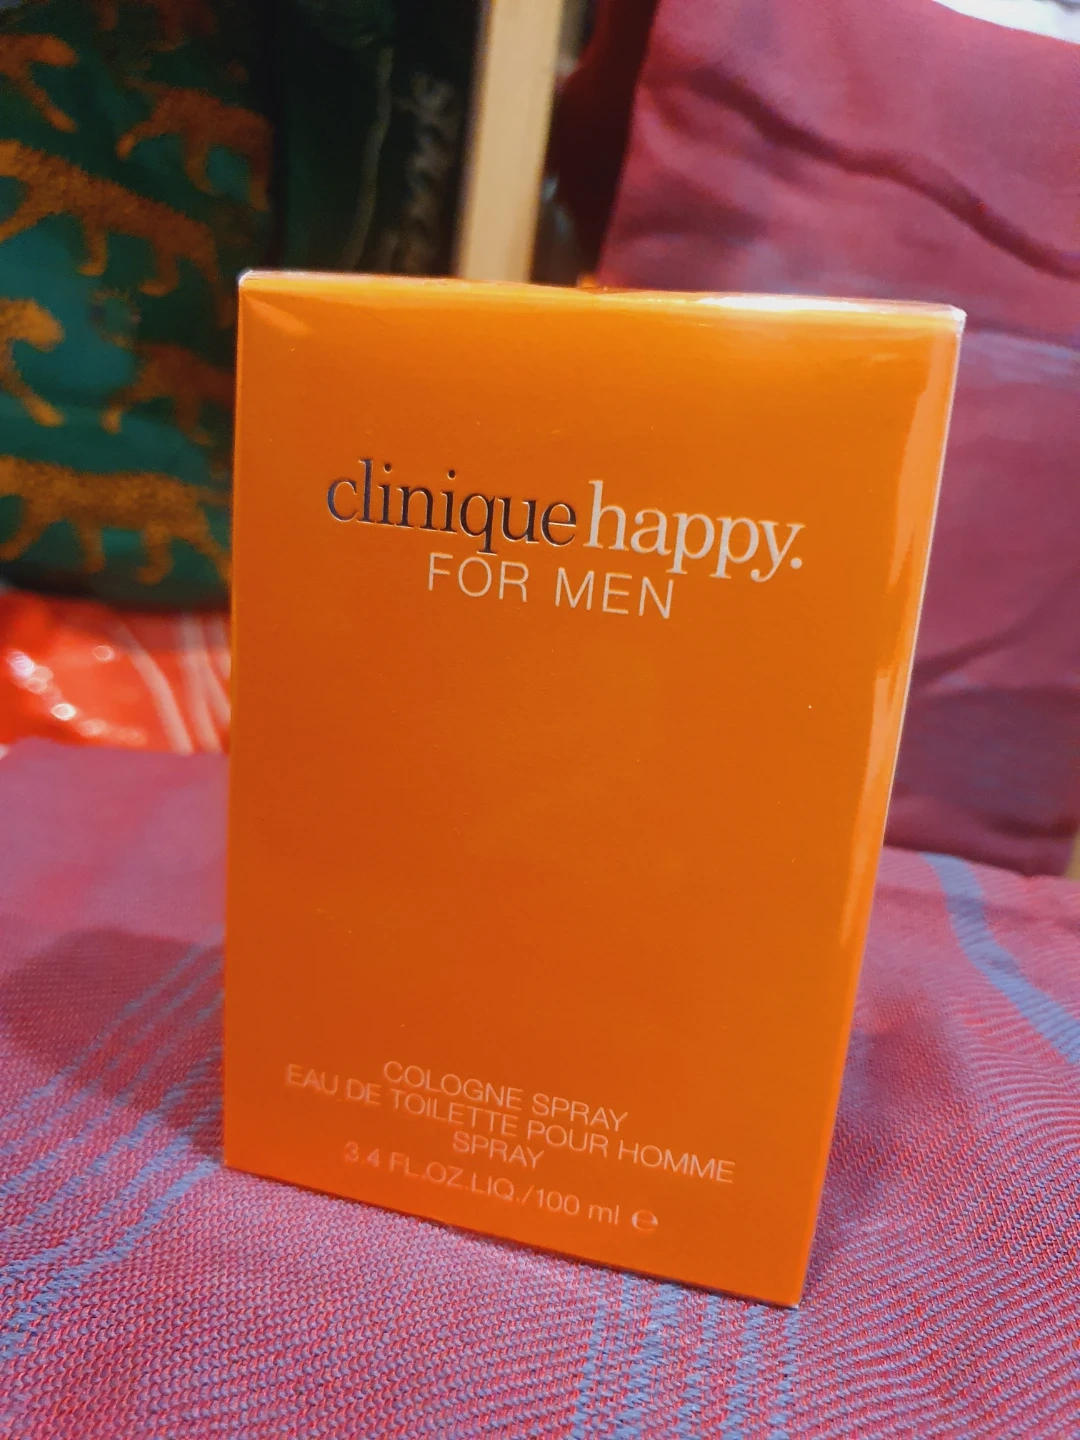 clinique happy.
FOR MEN
COLOGNE SPRAY
EAU DE TOILETTE POUR HOMME
SPRAY
3.4 FL.OZ.LIQ./100 ml ℮